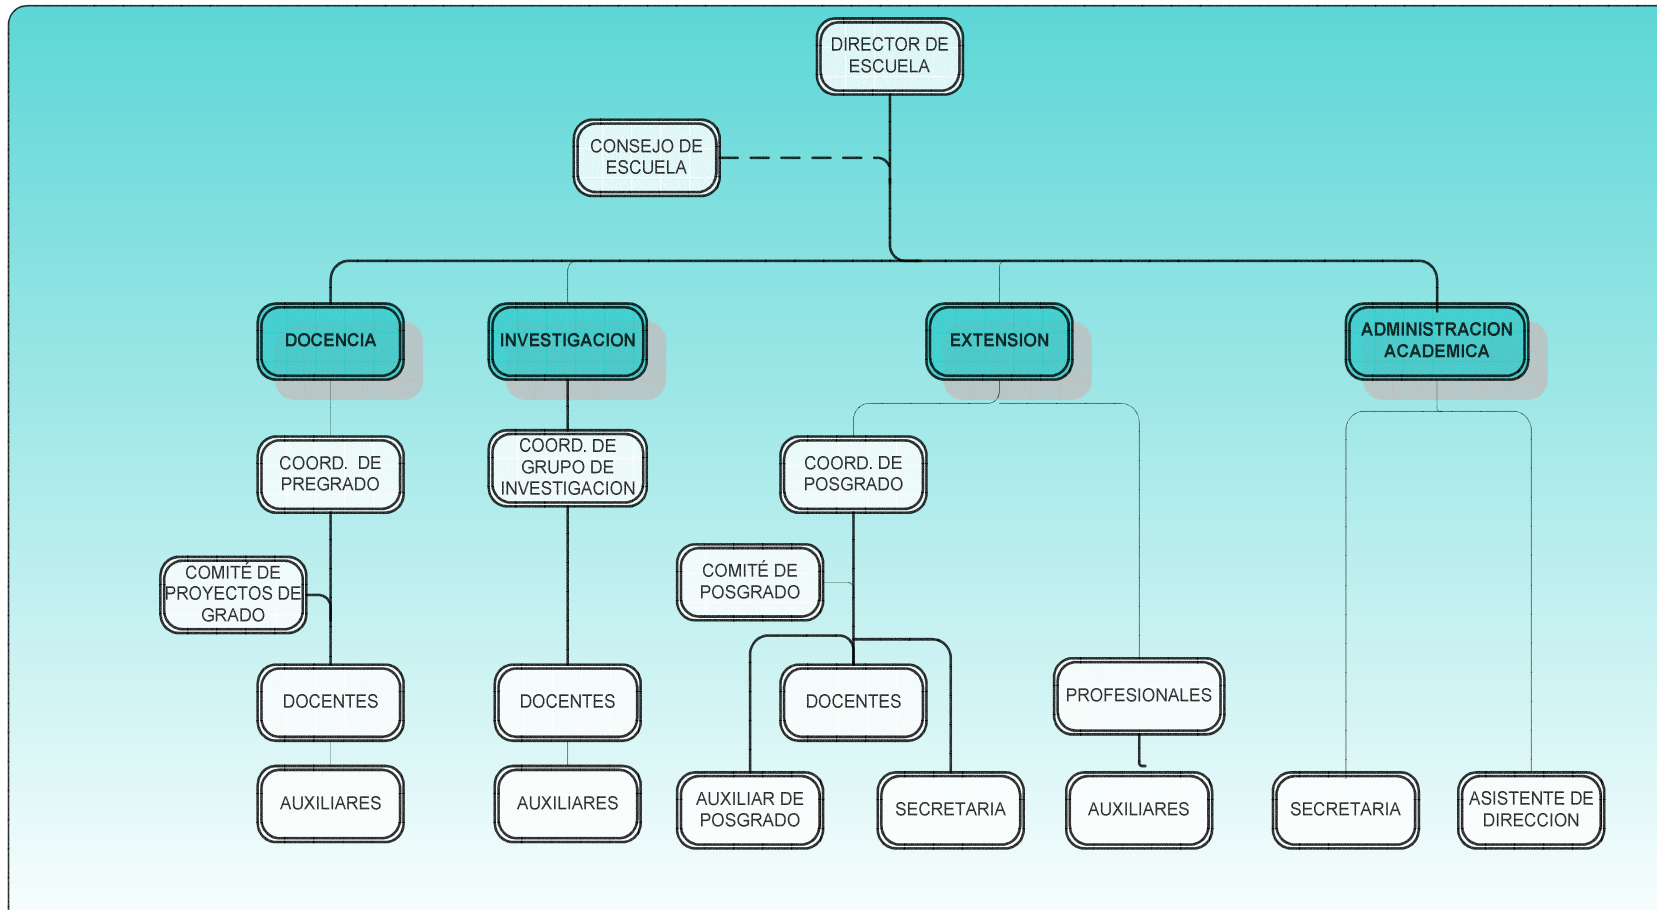 DIRECTOR DE
ESCUELA
CONSEJO DE
ESCUELA
DOCENCIA
INVESTIGACION
EXTENSION
ADMINISTRACION
ACADEMICA
COORD. DE
PREGRADO
COORD. DE
GRUPO DE
INVESTIGACION
COORD. DE
POSGRADO
COMITÉ DE
PROYECTOS DE
GRADO
COMITÉ DE
POSGRADO
DOCENTES
DOCENTES
DOCENTES
PROFESIONALES
AUXILIARES
AUXILIARES
AUXILIAR DE
POSGRADO
SECRETARIA
AUXILIARES
SECRETARIA
ASISTENTE DE
DIRECCION